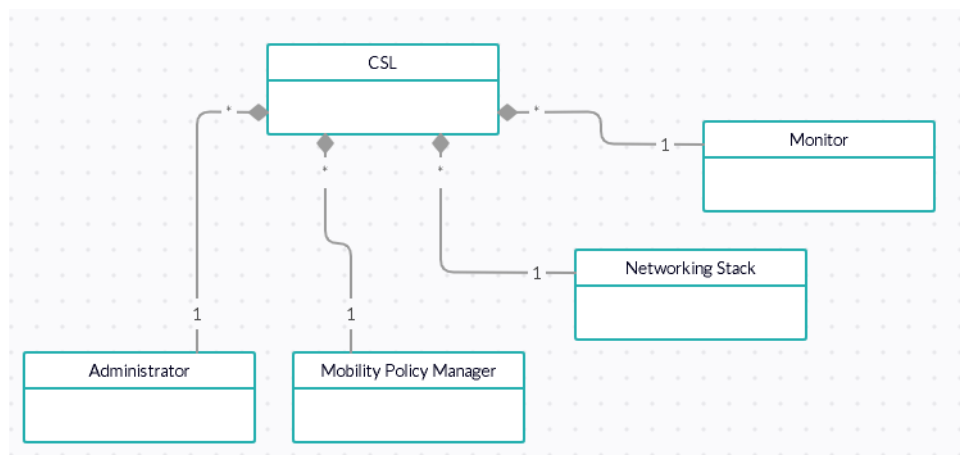 CSL
*
*
1
Monitor
*
*
Networking Stack
1
1
1
Administrator
Mobility Policy Manager